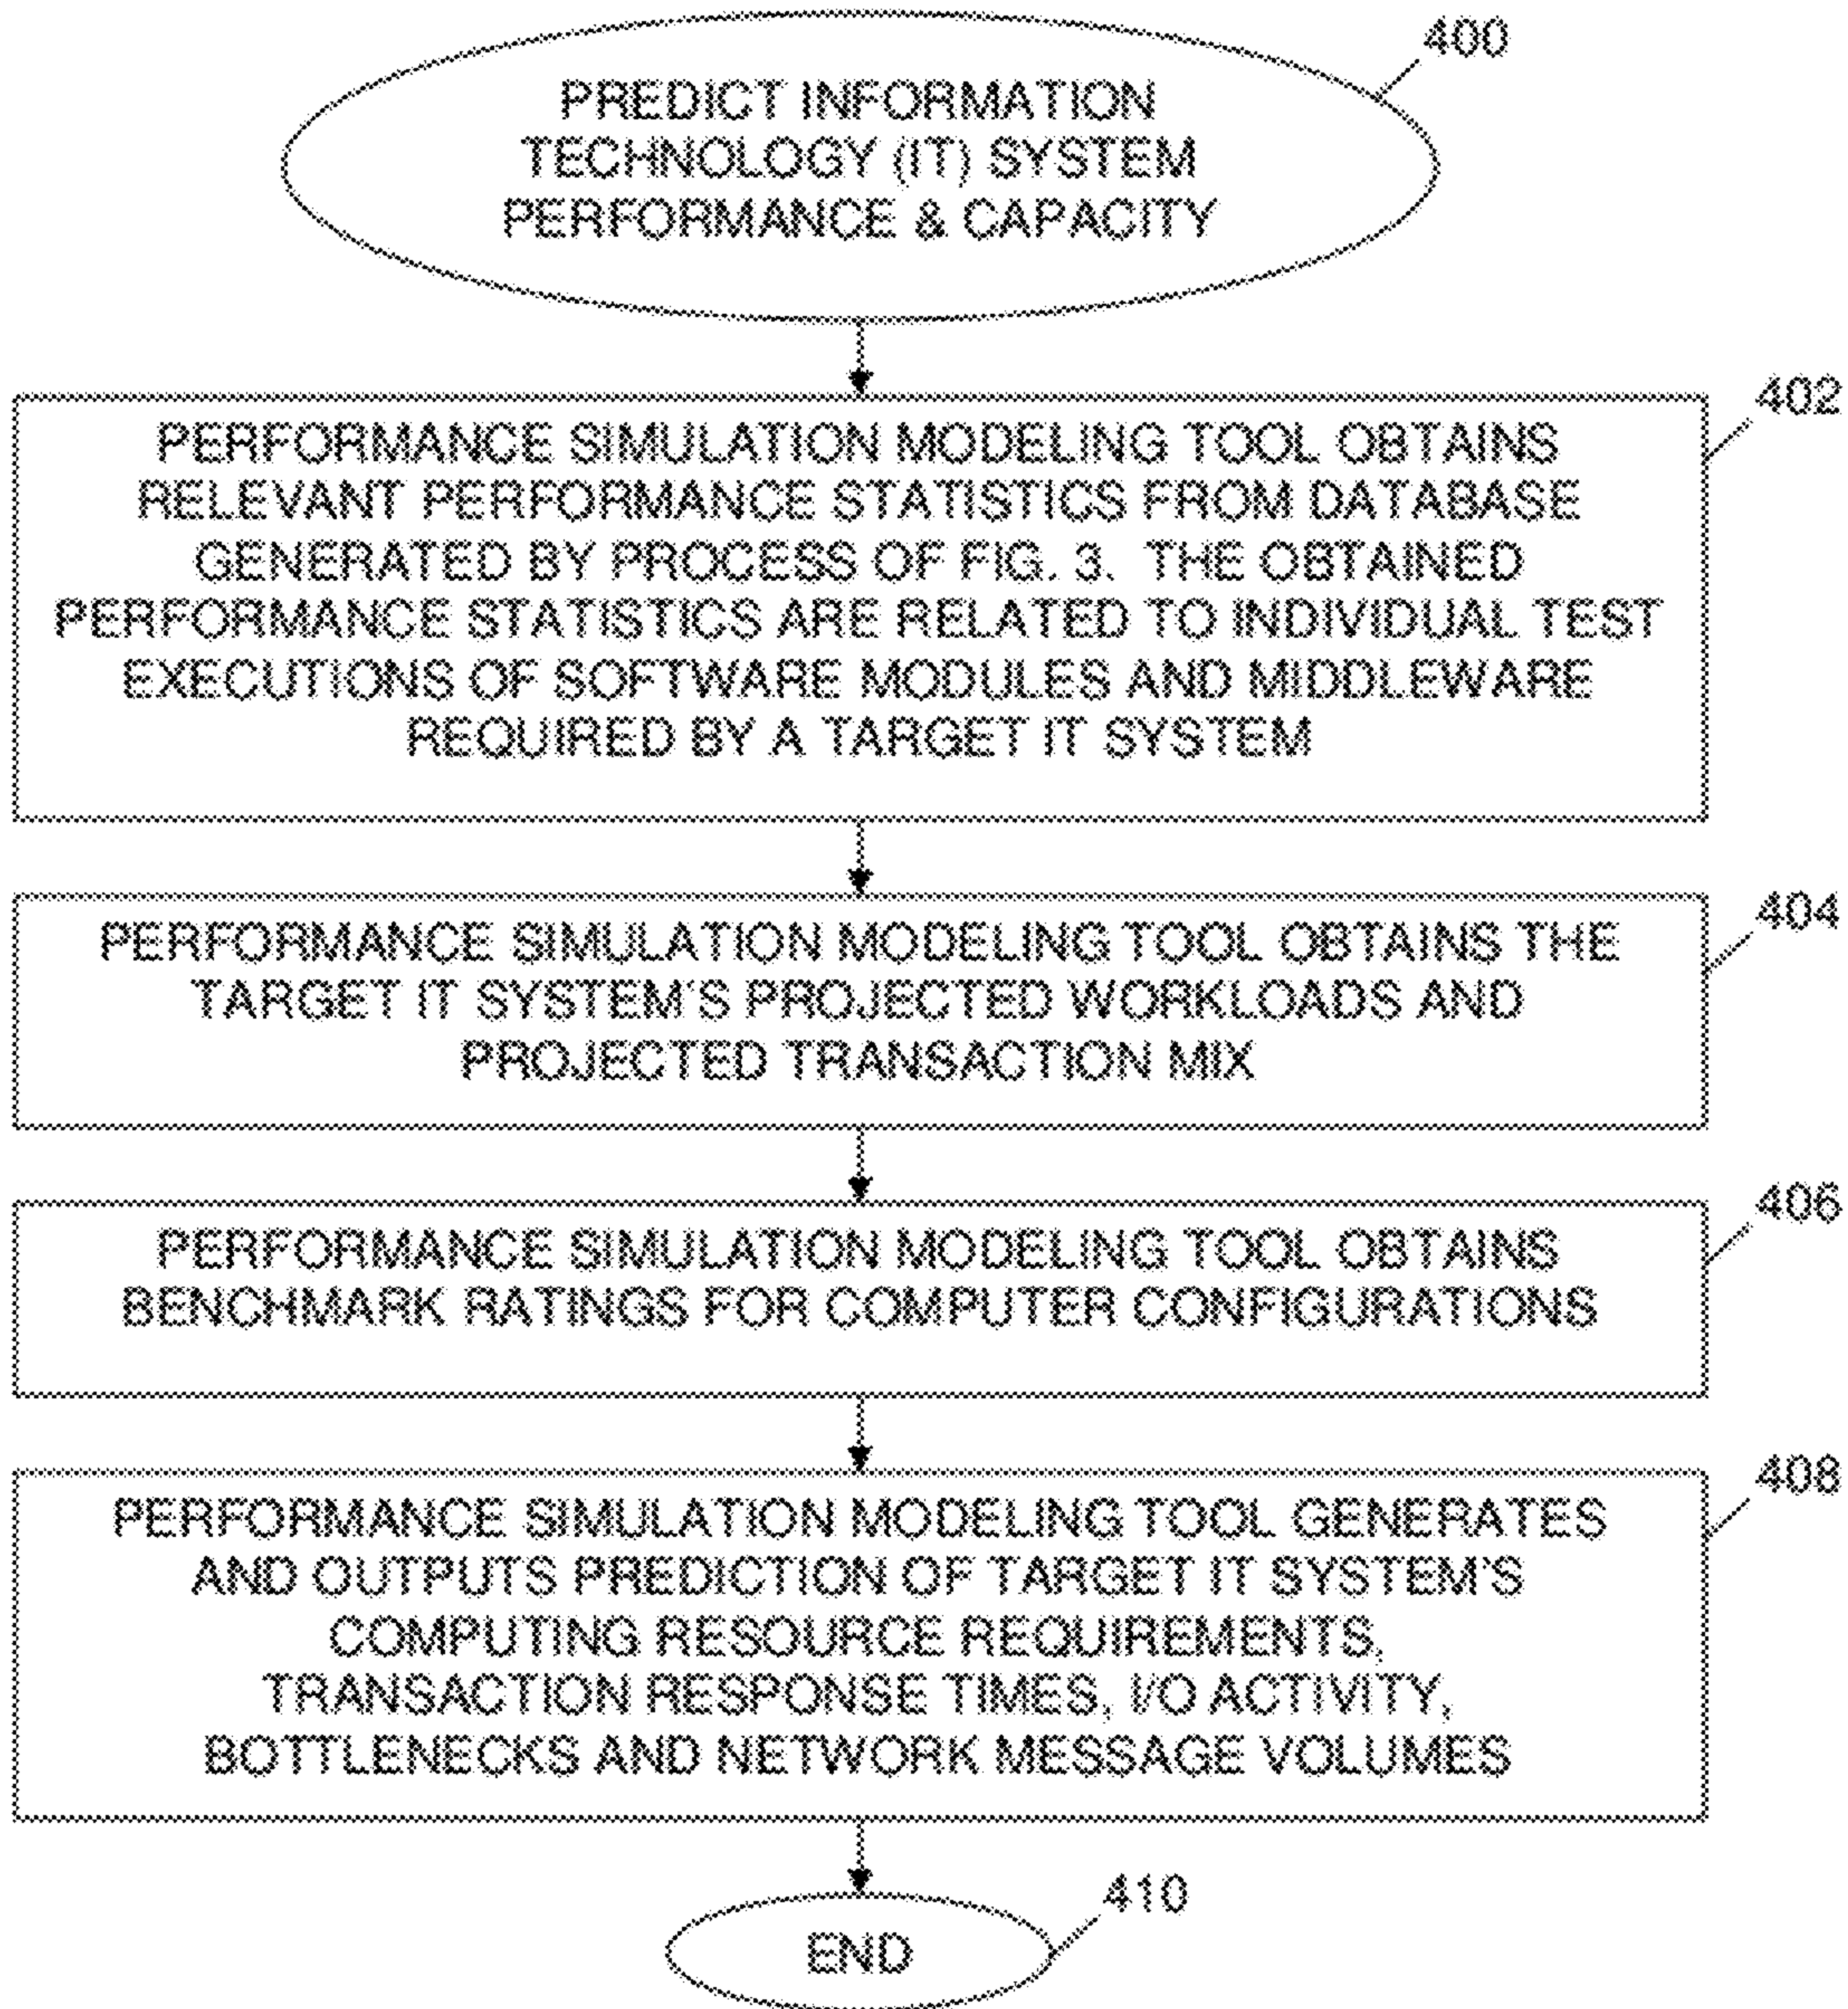 400
PREDICT INFORMATION
TECHNOLOGY (IT) SYSTEM
PERFORMANCE & CAPACITY
402
PERFORMANCE SIMULATION MODELING TOOL OBTAINS
RELEVANT PERFORMANCE STATISTICS FROM DATABASE
GENERATED BY PROCESS OF FIG. 3. THE OBTAINED
PERFORMANCE STATISTICS ARE RELATED TO INDIVIDUAL TEST
EXECUTIONS OF SOFTWARE MODULES AND MIDDLEWARE
REQUIRED BY A TARGET IT SYSTEM
404
PERFORMANCE SIMULATION MODELING TOOL OBTAINS THE
TARGET IT SYSTEM'S PROJECTED WORKLOADS AND
PROJECTED TRANSACTION MIX
406
PERFORMANCE SIMULATION MODELING TOOL OBTAINS
BENCHMARK RATINGS FOR COMPUTER CONFIGURATIONS
408
PERFORMANCE SIMULATION MODELING TOOL GENERATES
AND OUTPUTS PREDICTION OF TARGET IT SYSTEM'S
COMPUTING RESOURCE REQUIREMENTS,
TRANSACTION RESPONSE TIMES, I/O ACTIVITY,
BOTTLENECKS AND NETWORK MESSAGE VOLUMES
410
END